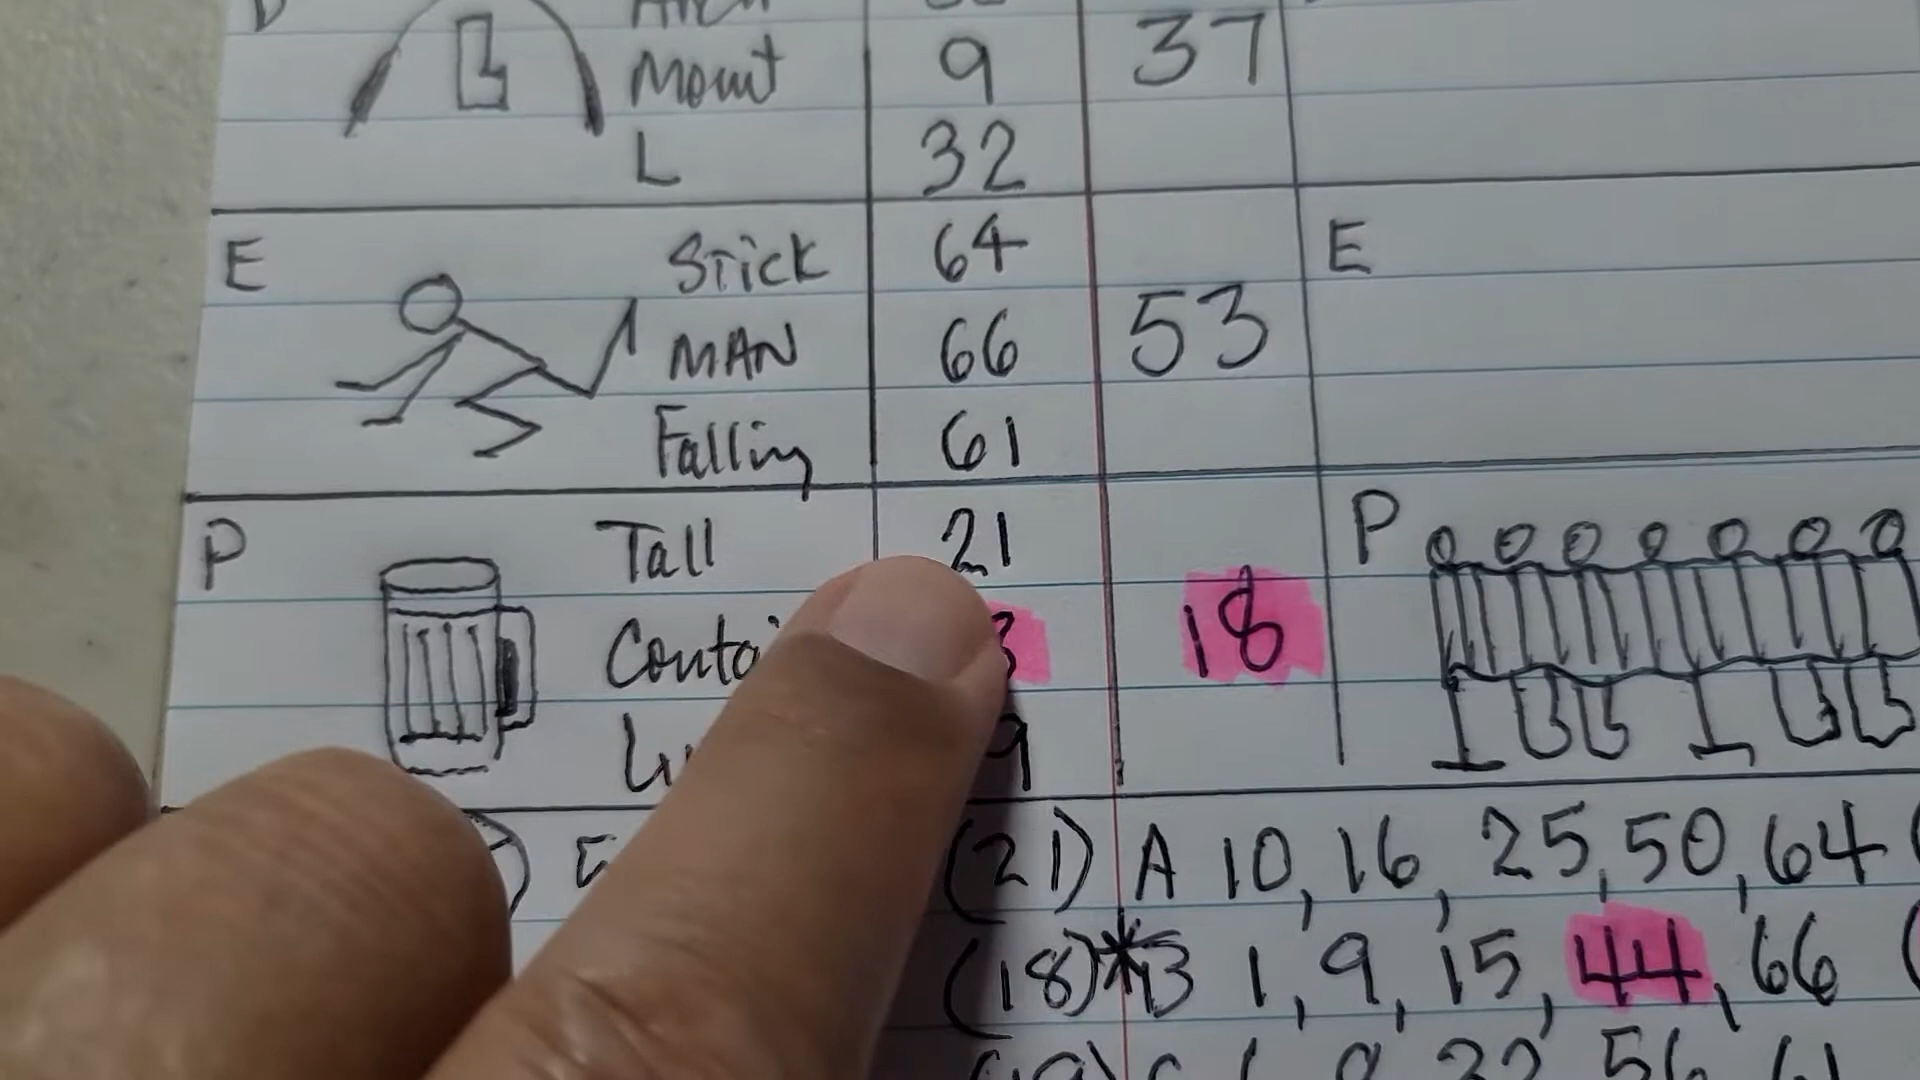 Mount 9 37
L 32
E Stick 64 E
MAN 66 53
Falling 61
P Tall 21 P
18
(21) A 10, 16, 25, 50, 64 (
(18) *B 1, 9, 15, 44, 66 (